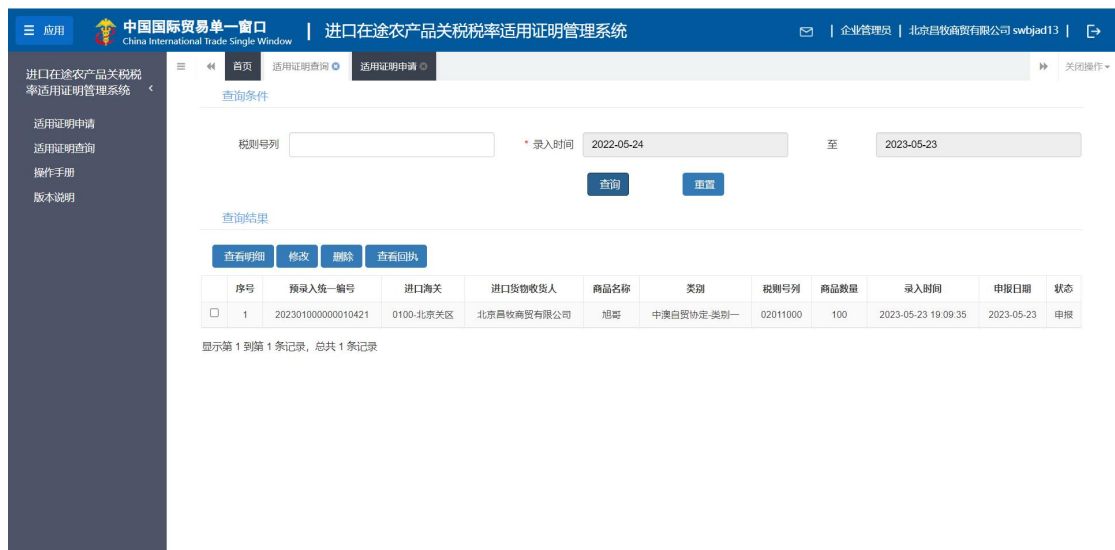 应用
中国国际贸易单一窗口
China International Trade Single Window
| 进口在途农产品关税税率适用证明管理系统
| 企业管理员 | 北京昌牧商贸有限公司 swbjad13 |
进口在途农产品关税税率适用证明管理系统
适用证明申请
适用证明查询
操作手册
版本说明
首页 适用证明查询 适用证明申请 关闭操作
查询条件
税则号列 * 录入时间 2022-05-24 至 2023-05-23
查询 重置
查询结果
查看明细 修改 删除 查看回执
序号 预录入统一编号 进口海关 进口货物收货人 商品名称 类别 税则号列 商品数量 录入时间 申报日期 状态
1 202301000000010421 0100-北京关区 北京昌牧商贸有限公司 旭哥 中澳自贸协定-类别一 02011000 100 2023-05-23 19:09:35 2023-05-23 申报
显示第 1 到第 1 条记录，总共 1 条记录